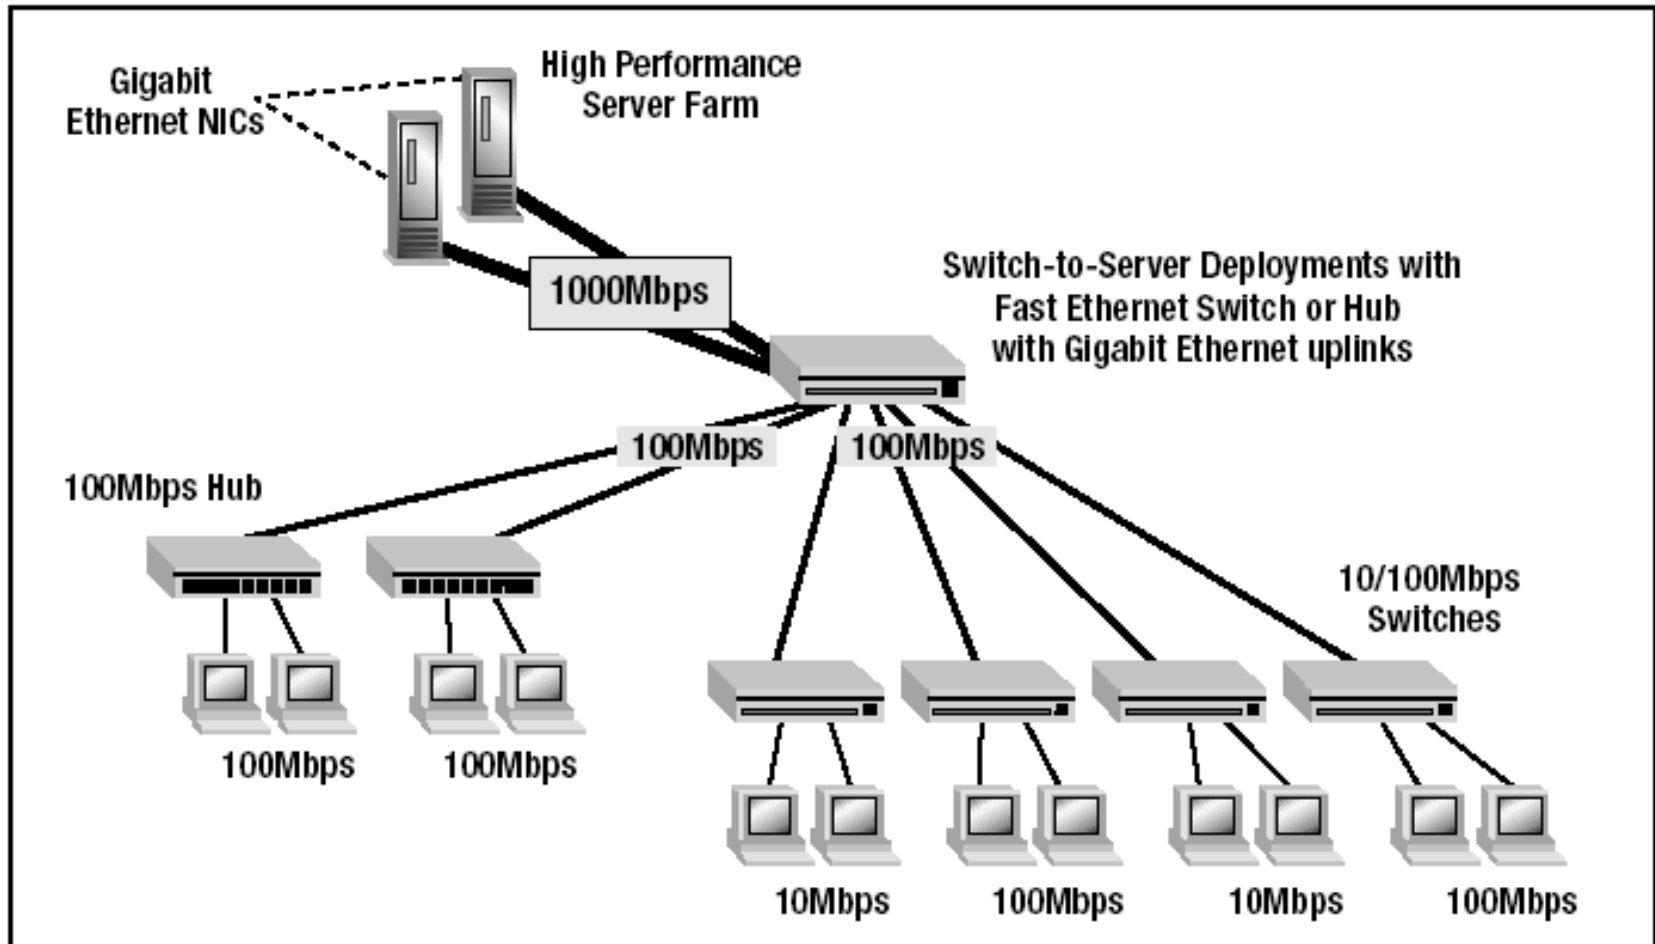 Gigabit
Ethernet NICs
High Performance
Server Farm
1000Mbps
Switch-to-Server Deployments with
Fast Ethernet Switch or Hub
with Gigabit Ethernet uplinks
100Mbps
100Mbps
100Mbps Hub
10/100Mbps
Switches
100Mbps
100Mbps
10Mbps
100Mbps
10Mbps
100Mbps